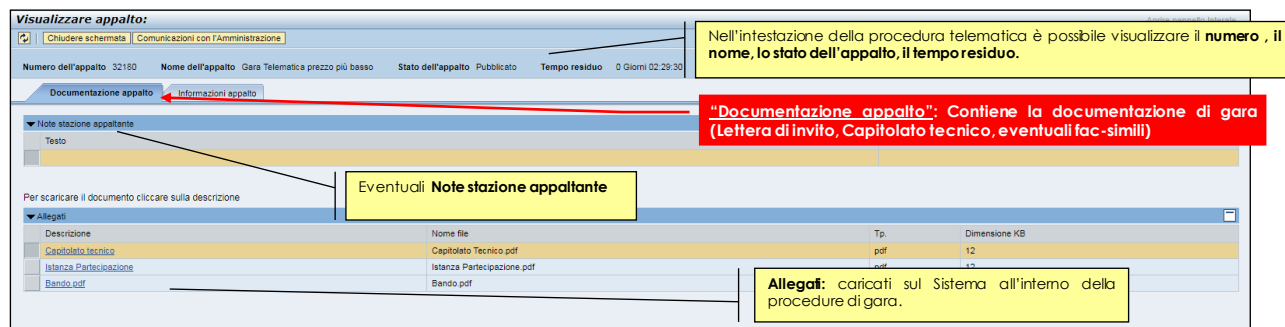 Visualizzare appalto:
Aprire pannello laterale
Chiudere schermata Comunicazioni con l'Amministrazione
Nell'intestazione della procedura telematica è possibile visualizzare il numero , il
nome, lo stato dell'appalto, il tempo residuo.
Numero dell'appalto 32180 Nome dell'appalto Gara Telematica prezzo più basso Stato dell'appalto Pubblicato Tempo residuo 0 Giorni 02:29:30
Documentazione appalto Informazioni appalto
"Documentazione appalto": Contiene la documentazione di gara
(Lettera di invito, Capitolato tecnico, eventuali fac-simili)
Note stazione appaltante
Testo
Eventuali Note stazione appaltante
Per scaricare il documento cliccare sulla descrizione
Allegati
Descrizione Nome file Tp. Dimensione KB
Capitolato tecnico Capitolato Tecnico.pdf pdf 12
Istanza Partecipazione Istanza Partecipazione.pdf pdf 12
Bando.pdf Bando.pdf
Allegati: caricati sul Sistema all'interno della
procedure di gara.